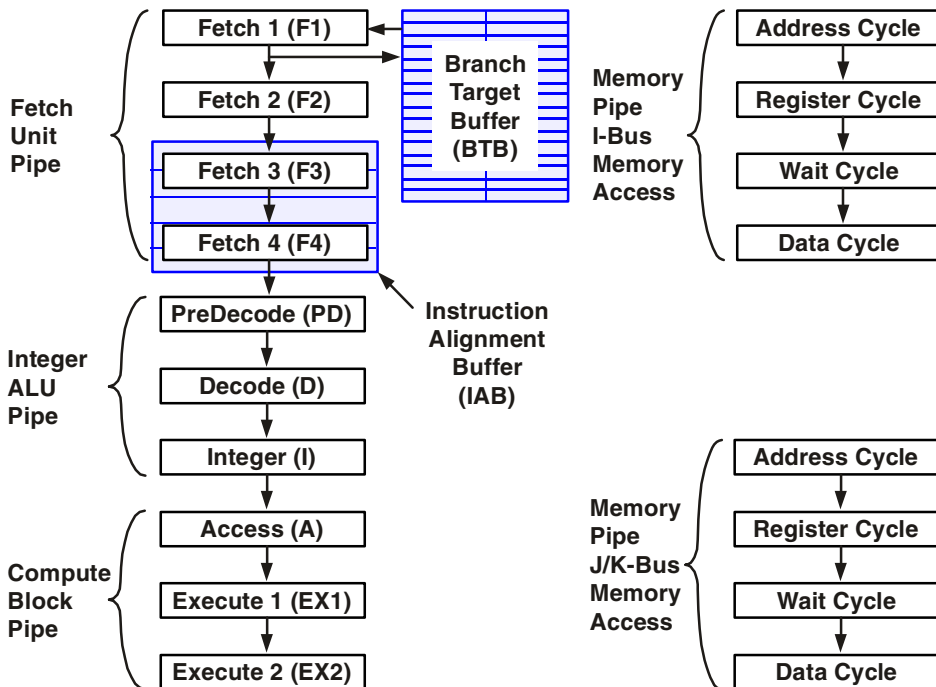 Fetch 1 (F1)
Fetch 2 (F2)
Fetch 3 (F3)
Fetch 4 (F4)
Fetch
Unit
Pipe
Branch
Target
Buffer
(BTB)
Instruction
Alignment
Buffer
(IAB)
PreDecode (PD)
Decode (D)
Integer (I)
Integer
ALU
Pipe
Access (A)
Execute 1 (EX1)
Execute 2 (EX2)
Compute
Block
Pipe
Memory
Pipe
I-Bus
Memory
Access
Address Cycle
Register Cycle
Wait Cycle
Data Cycle
Memory
Pipe
J/K-Bus
Memory
Access
Address Cycle
Register Cycle
Wait Cycle
Data Cycle